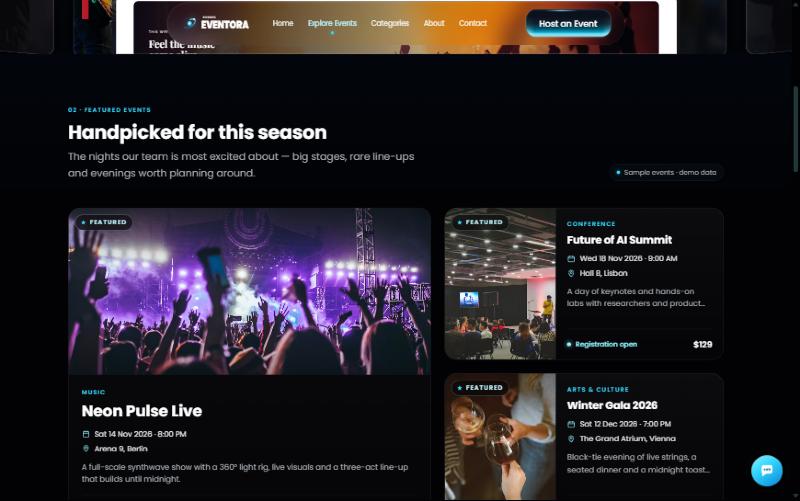 EVENTORA
Home
Explore Events
Categories
About
Contact
Host an Event
Feel the music
02 · FEATURED EVENTS
Handpicked for this season
The nights our team is most excited about — big stages, rare line-ups
and evenings worth planning around.
Sample events · demo data
FEATURED
MUSIC
Neon Pulse Live
Sat 14 Nov 2026 · 8:00 PM
Arena 9, Berlin
A full-scale synthwave show with a 360° light rig, live visuals and a three-act line-up
that builds until midnight.
FEATURED
CONFERENCE
Future of AI Summit
Wed 18 Nov 2026 · 9:00 AM
Hall B, Lisbon
A day of keynotes and hands-on
labs with researchers and product…
Registration open
$129
FEATURED
ARTS & CULTURE
Winter Gala 2026
Sat 12 Dec 2026 · 7:00 PM
The Grand Atrium, Vienna
Black-tie evening of live strings, a
seated dinner and a midnight toast…